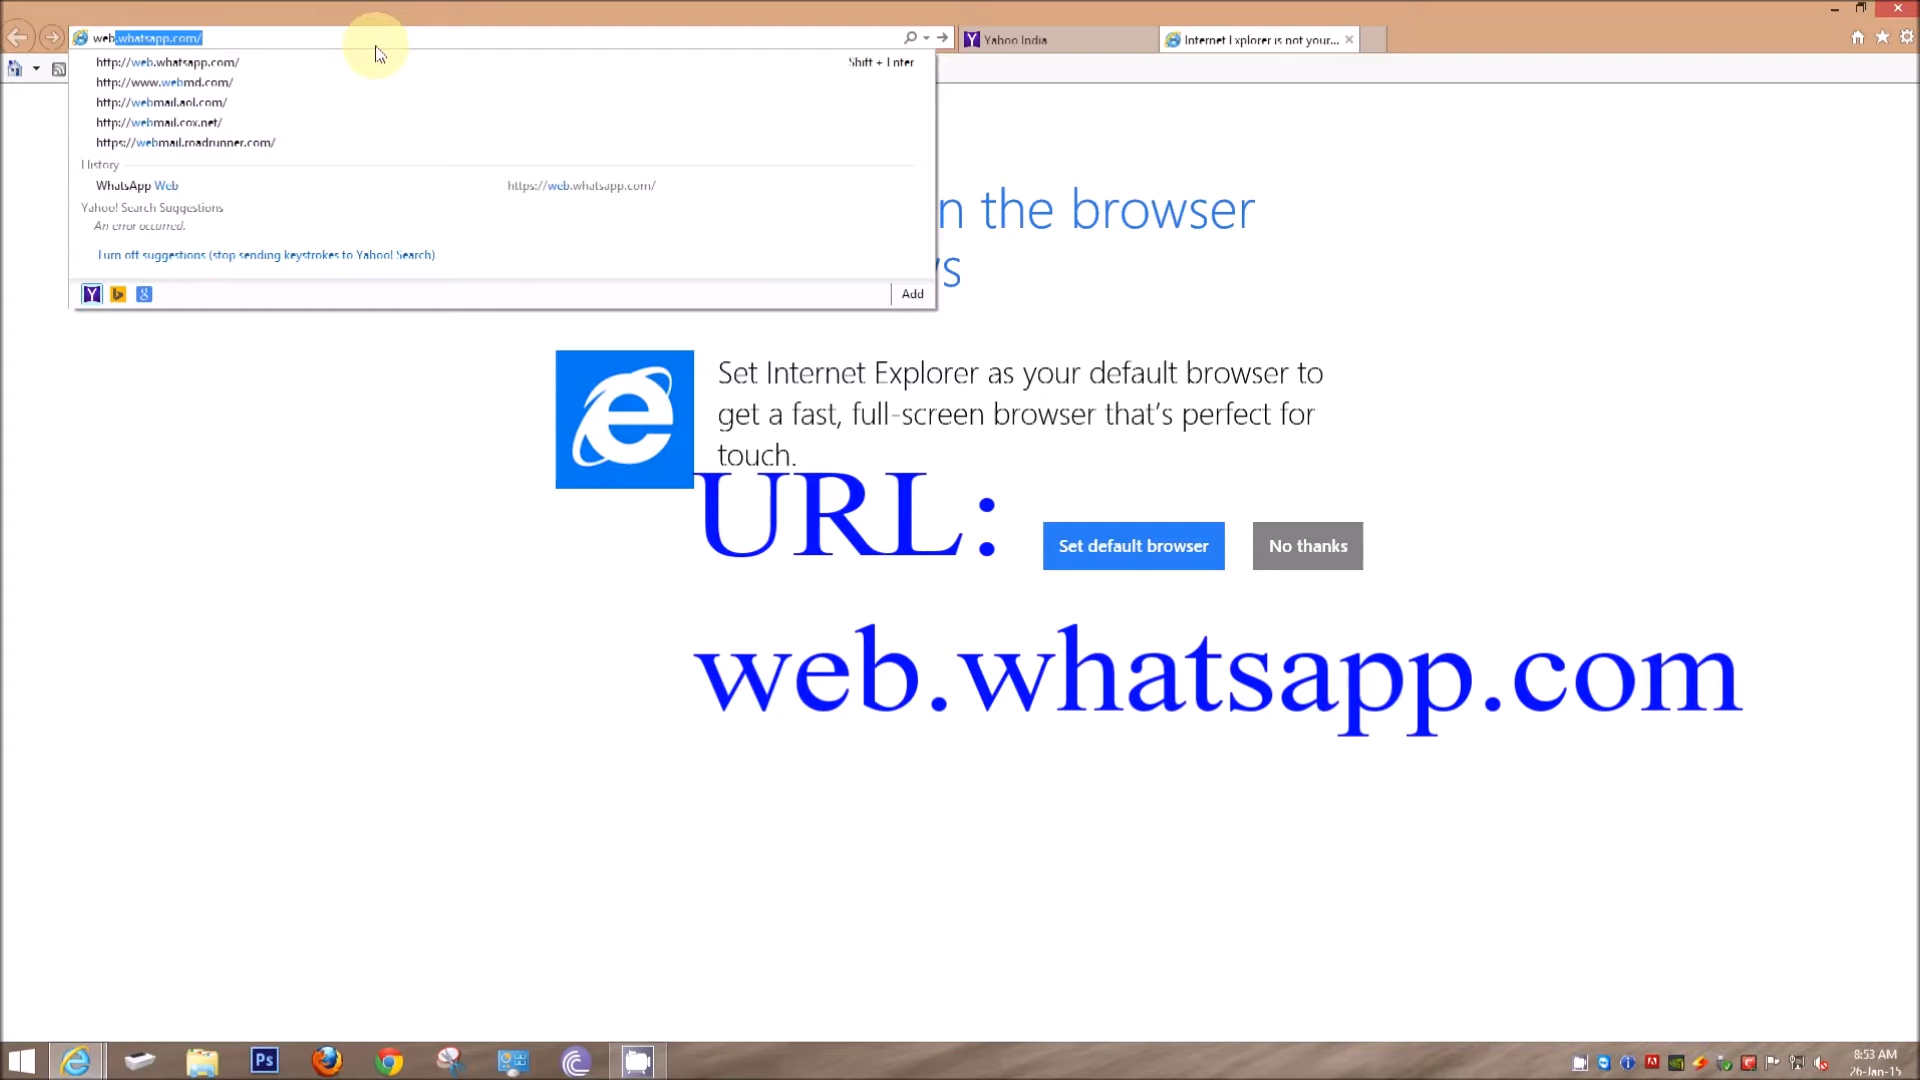 web.whatsapp.com/
Yahoo India
Internet Explorer is not your...
http://web.whatsapp.com/
Shift + Enter
http://www.webmd.com/
http://webmail.aol.com/
http://webmail.cox.net/
https://webmail.roadrunner.com/
History
WhatsApp Web
https://web.whatsapp.com/
Yahoo! Search Suggestions
An error occurred.
Turn off suggestions (stop sending keystrokes to Yahoo! Search)
Add
n the browser
s
Set Internet Explorer as your default browser to
get a fast, full-screen browser that's perfect for
touch.
URL:
Set default browser
No thanks
web.whatsapp.com
Ps
8:53 AM
26-Jan-15